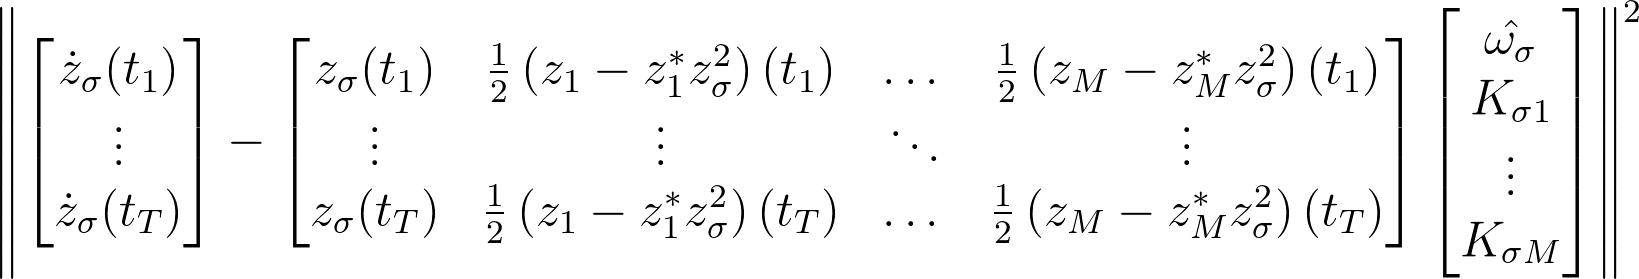 $$\left\| \begin{bmatrix} \dot{z}_\sigma(t_1) \\ \vdots \\ \dot{z}_\sigma(t_T) \end{bmatrix} - \begin{bmatrix} z_\sigma(t_1) & \frac{1}{2}\left(z_1 - z_1^* z_\sigma^2\right)(t_1) & \dots & \frac{1}{2}\left(z_M - z_M^* z_\sigma^2\right)(t_1) \\ \vdots & \vdots & \ddots & \vdots \\ z_\sigma(t_T) & \frac{1}{2}\left(z_1 - z_1^* z_\sigma^2\right)(t_T) & \dots & \frac{1}{2}\left(z_M - z_M^* z_\sigma^2\right)(t_T) \end{bmatrix} \begin{bmatrix} \hat{\omega_\sigma} \\ K_{\sigma 1} \\ \vdots \\ K_{\sigma M} \end{bmatrix} \right\|^2$$